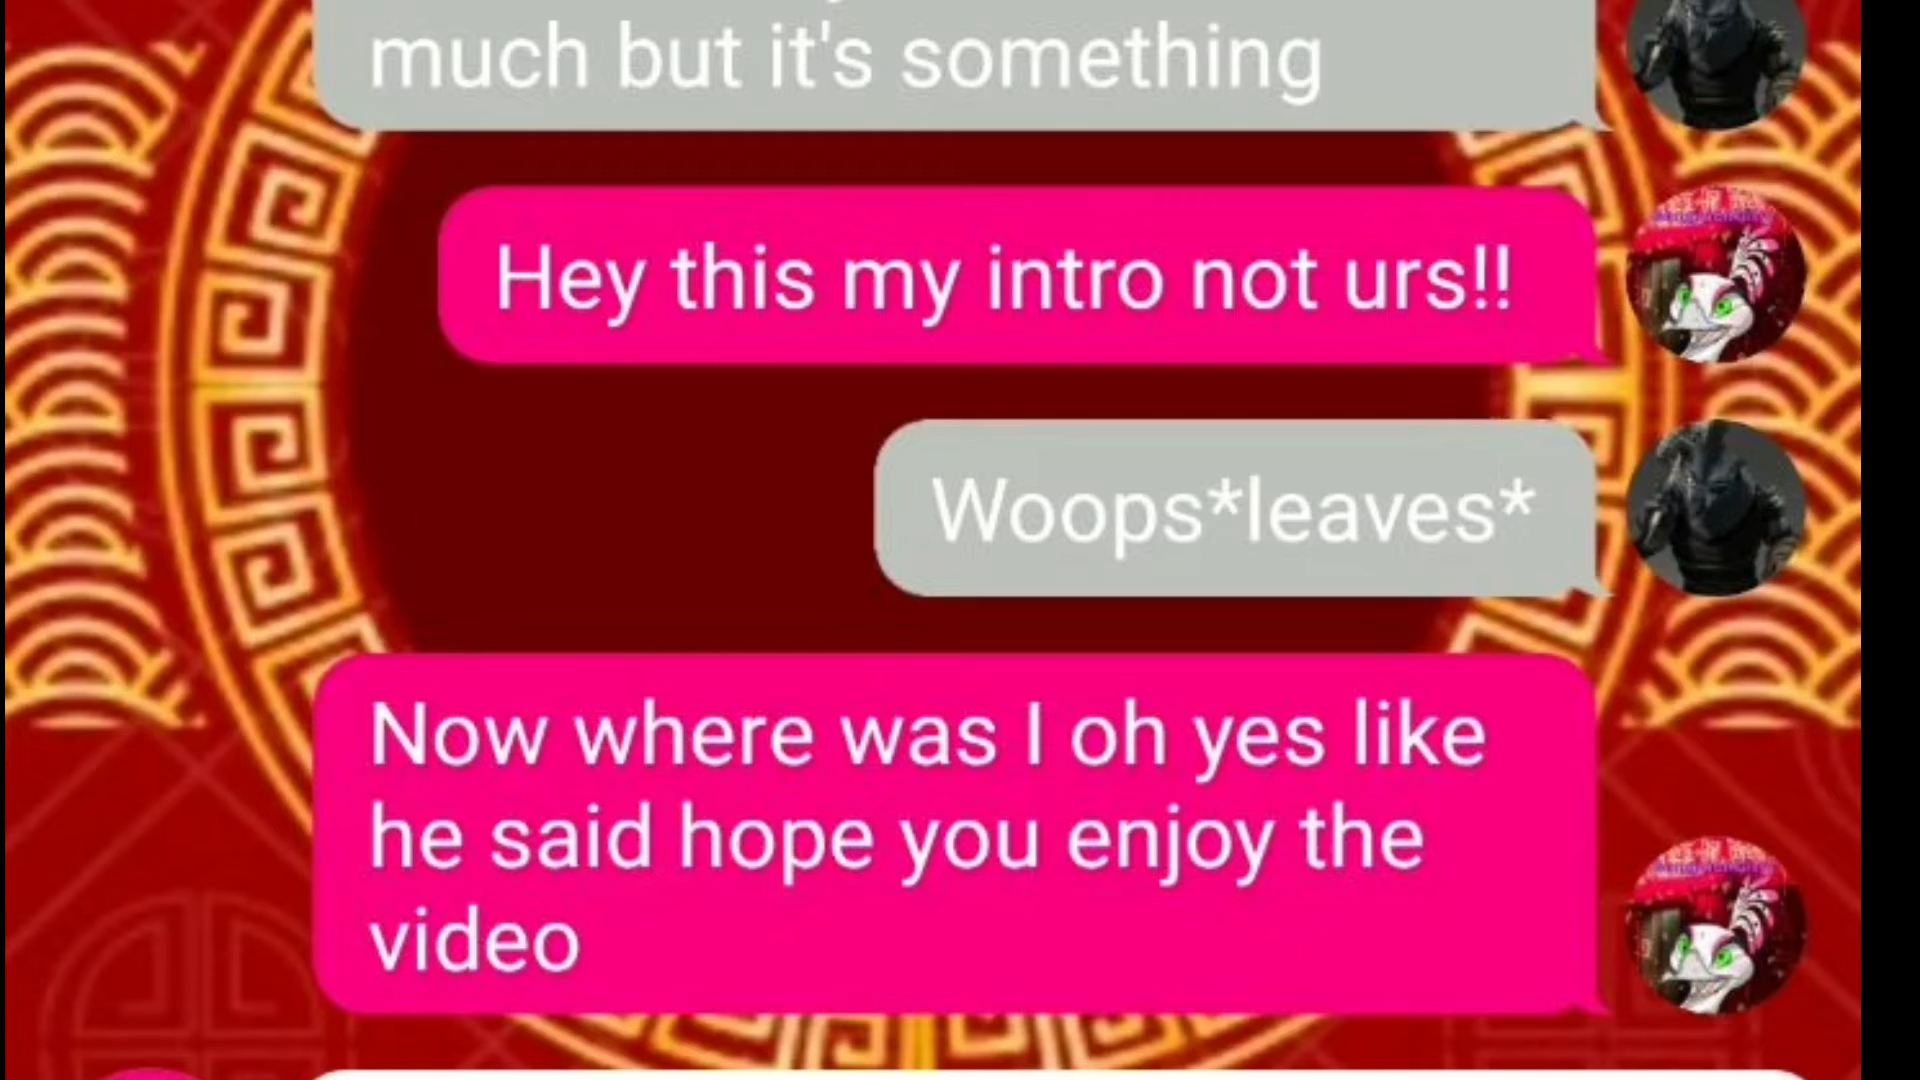 much but it's something
Hey this my intro not urs!!
Woops*leaves*
Now where was I oh yes like
he said hope you enjoy the
video